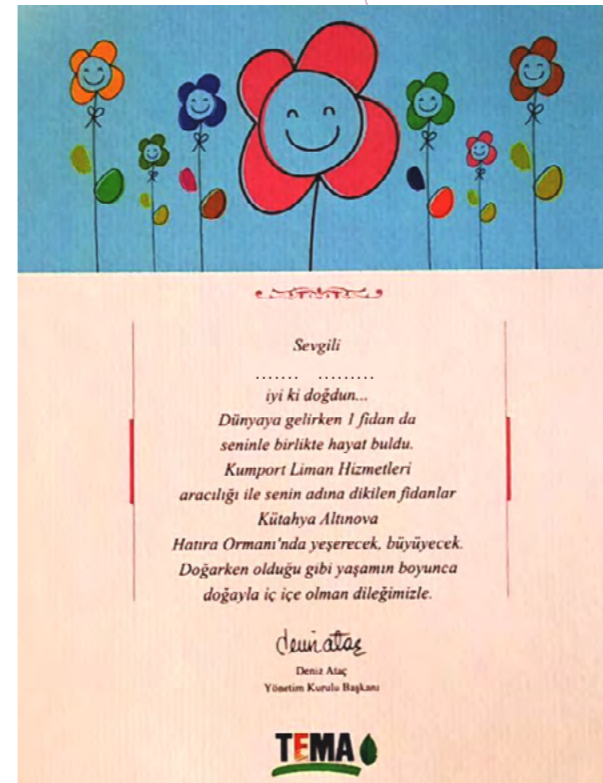 Sevgili
....... .........
iyi ki doğdun...
Dünyaya gelirken 1 fidan da
seninle birlikte hayat buldu.
Kumport Liman Hizmetleri
aracılığı ile senin adına dikilen fidanlar
Kütahya Altınova
Hatıra Ormanı'nda yeşerecek, büyüyecek.
Doğarken olduğu gibi yaşamın boyunca
doğayla iç içe olman dileğimizle.
deniz ataç
Deniz Ataç
Yönetim Kurulu Başkanı
TEMA